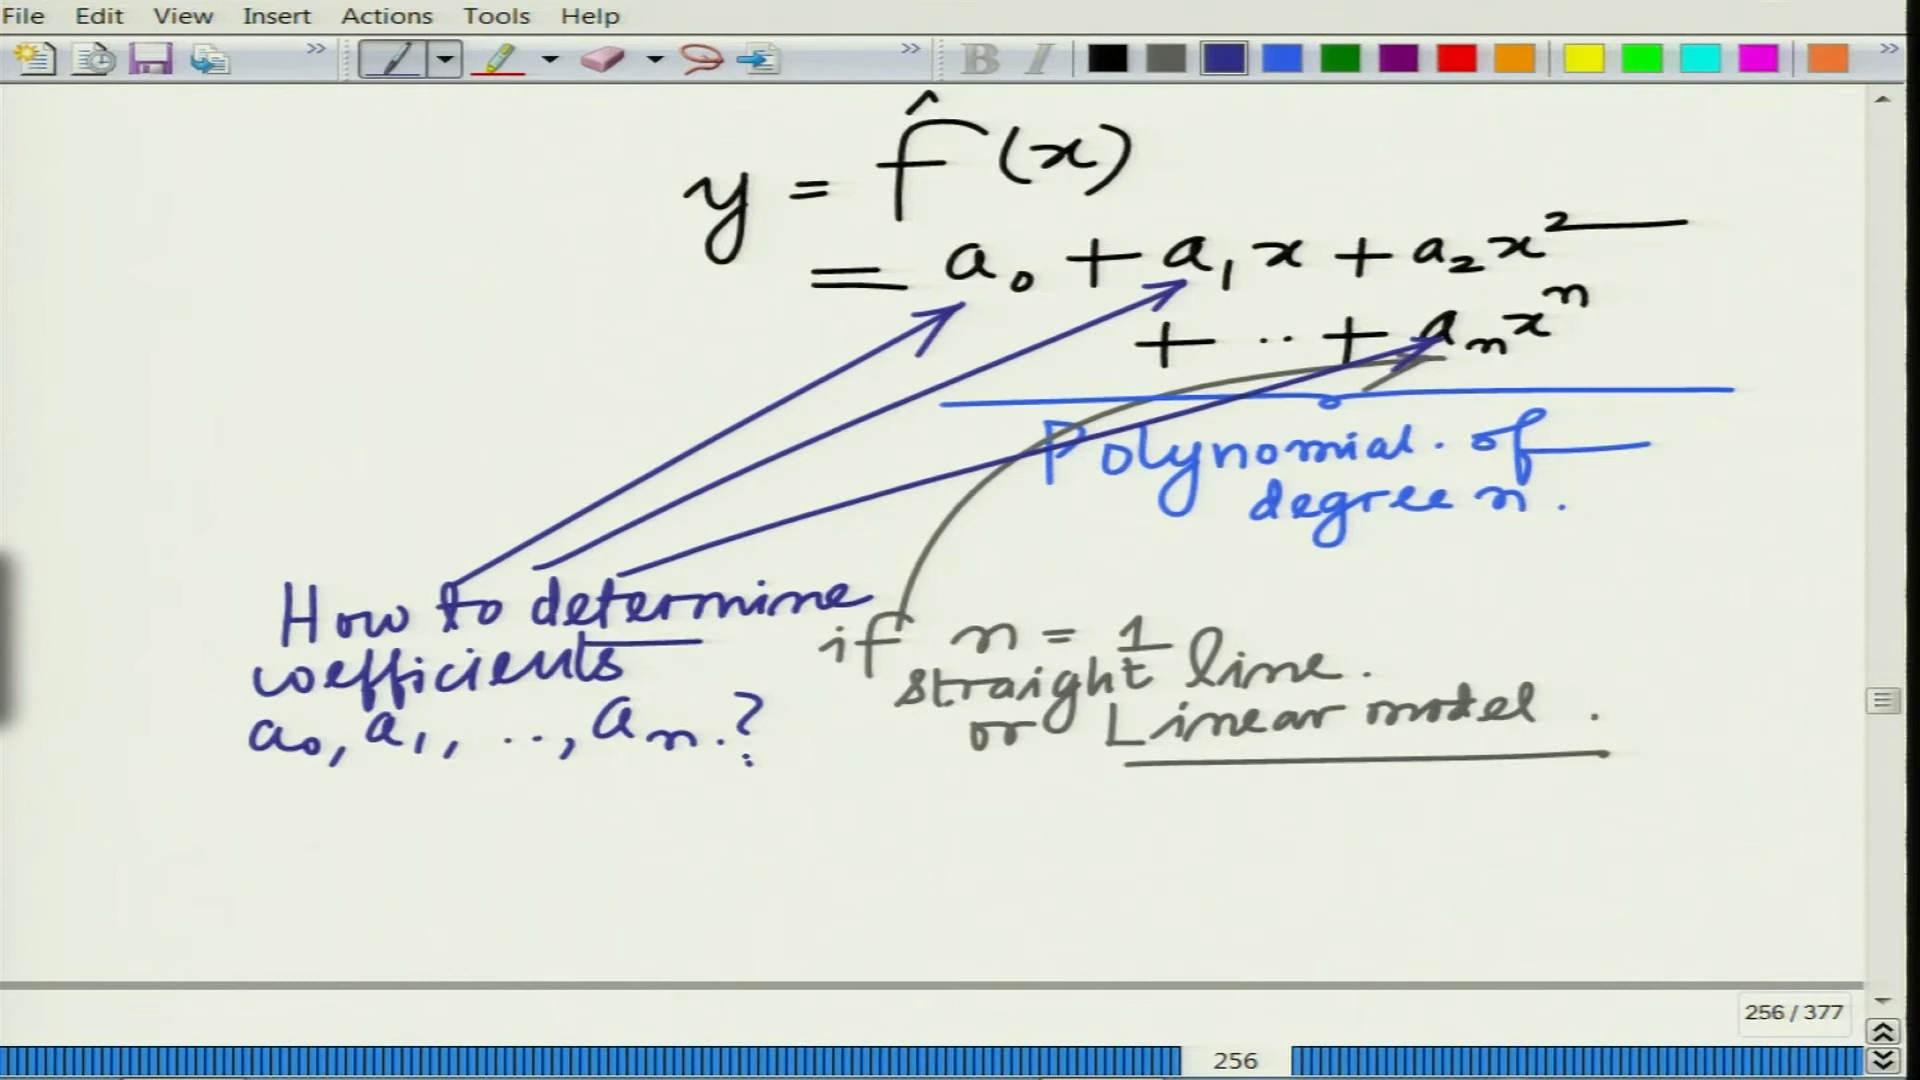 File Edit View Insert Actions Tools Help
B I
y = f̂(x)
= a₀ + a₁x + a₂x²
+ ·· + aₙxⁿ
Polynomial of
degree n.
How to determine
coefficients
a₀, a₁, .., aₙ.?
if n = 1
straight line.
or Linear model.
256 / 377
256